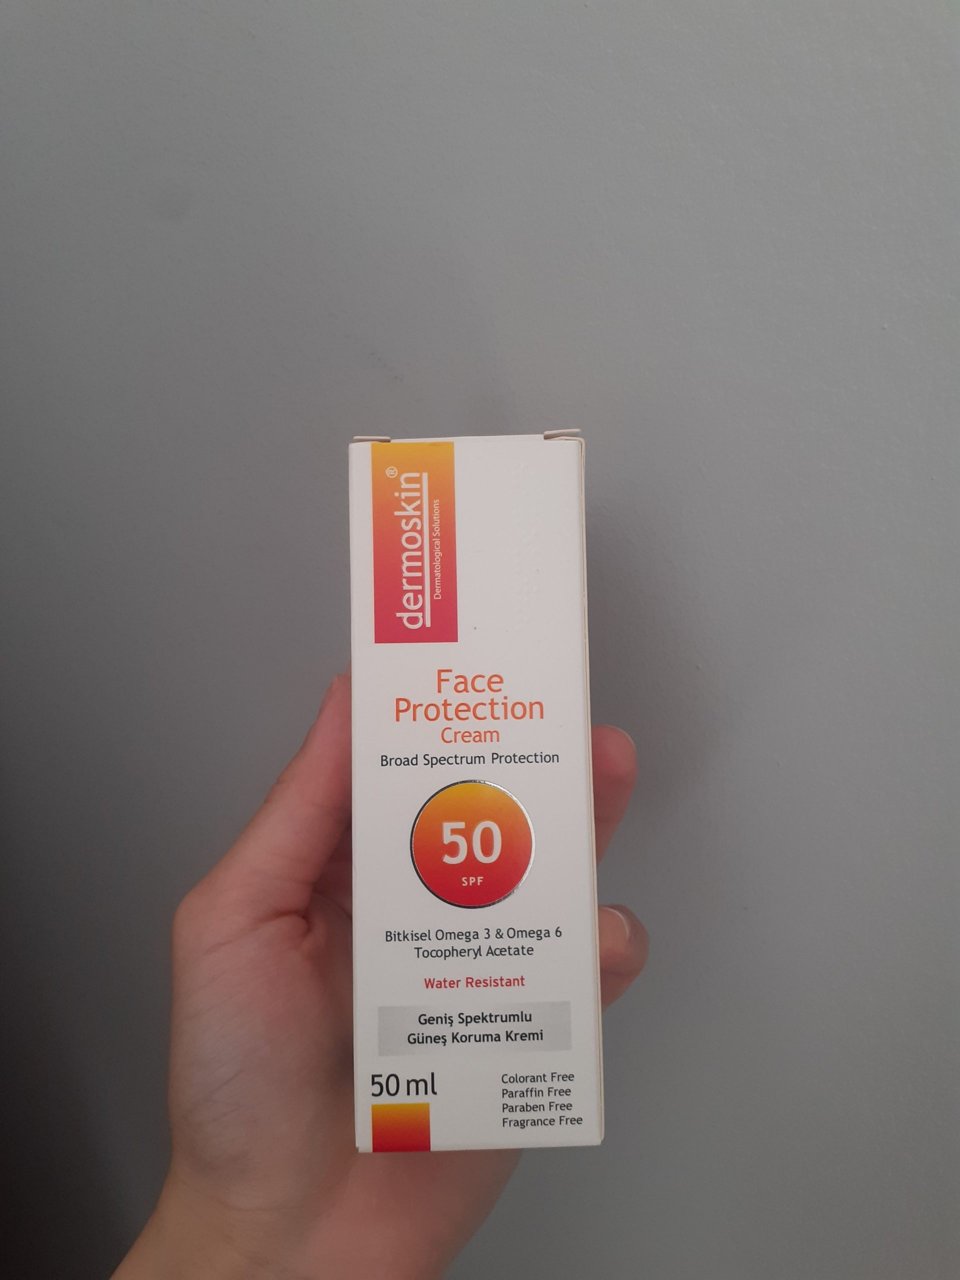 dermoskin®
Dermatological Solutions
Face
Protection
Cream
Broad Spectrum Protection
50
SPF
Bitkisel Omega 3 & Omega 6
Tocopheryl Acetate
Water Resistant
Geniş Spektrumlu
Güneş Koruma Kremi
50 ml
Colorant Free
Paraffin Free
Paraben Free
Fragrance Free